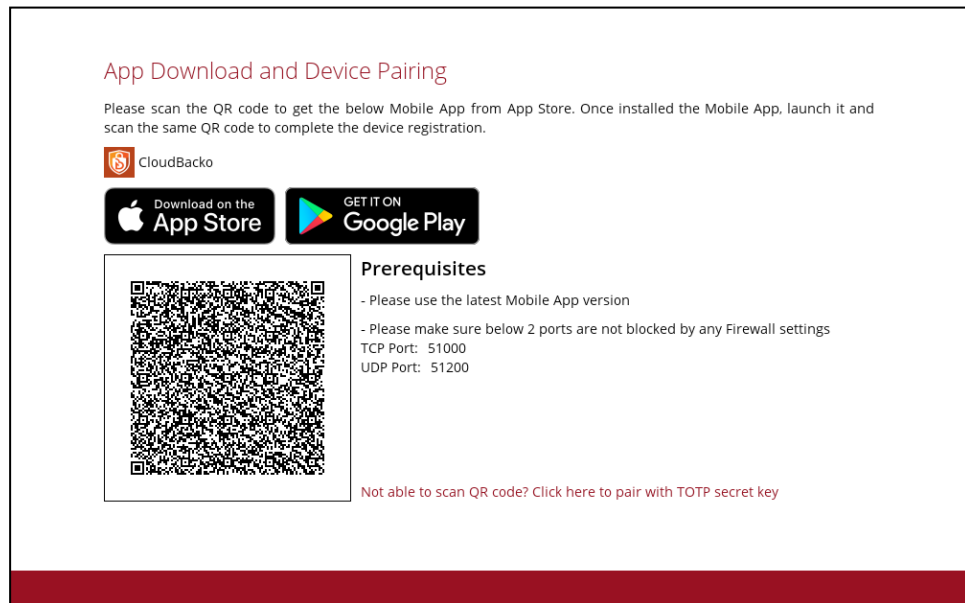 App Download and Device Pairing
Please scan the QR code to get the below Mobile App from App Store. Once installed the Mobile App, launch it and
scan the same QR code to complete the device registration.
CloudBacko
Download on the
App Store
GET IT ON
Google Play
Prerequisites
- Please use the latest Mobile App version
- Please make sure below 2 ports are not blocked by any Firewall settings
TCP Port: 51000
UDP Port: 51200
Not able to scan QR code? Click here to pair with TOTP secret key